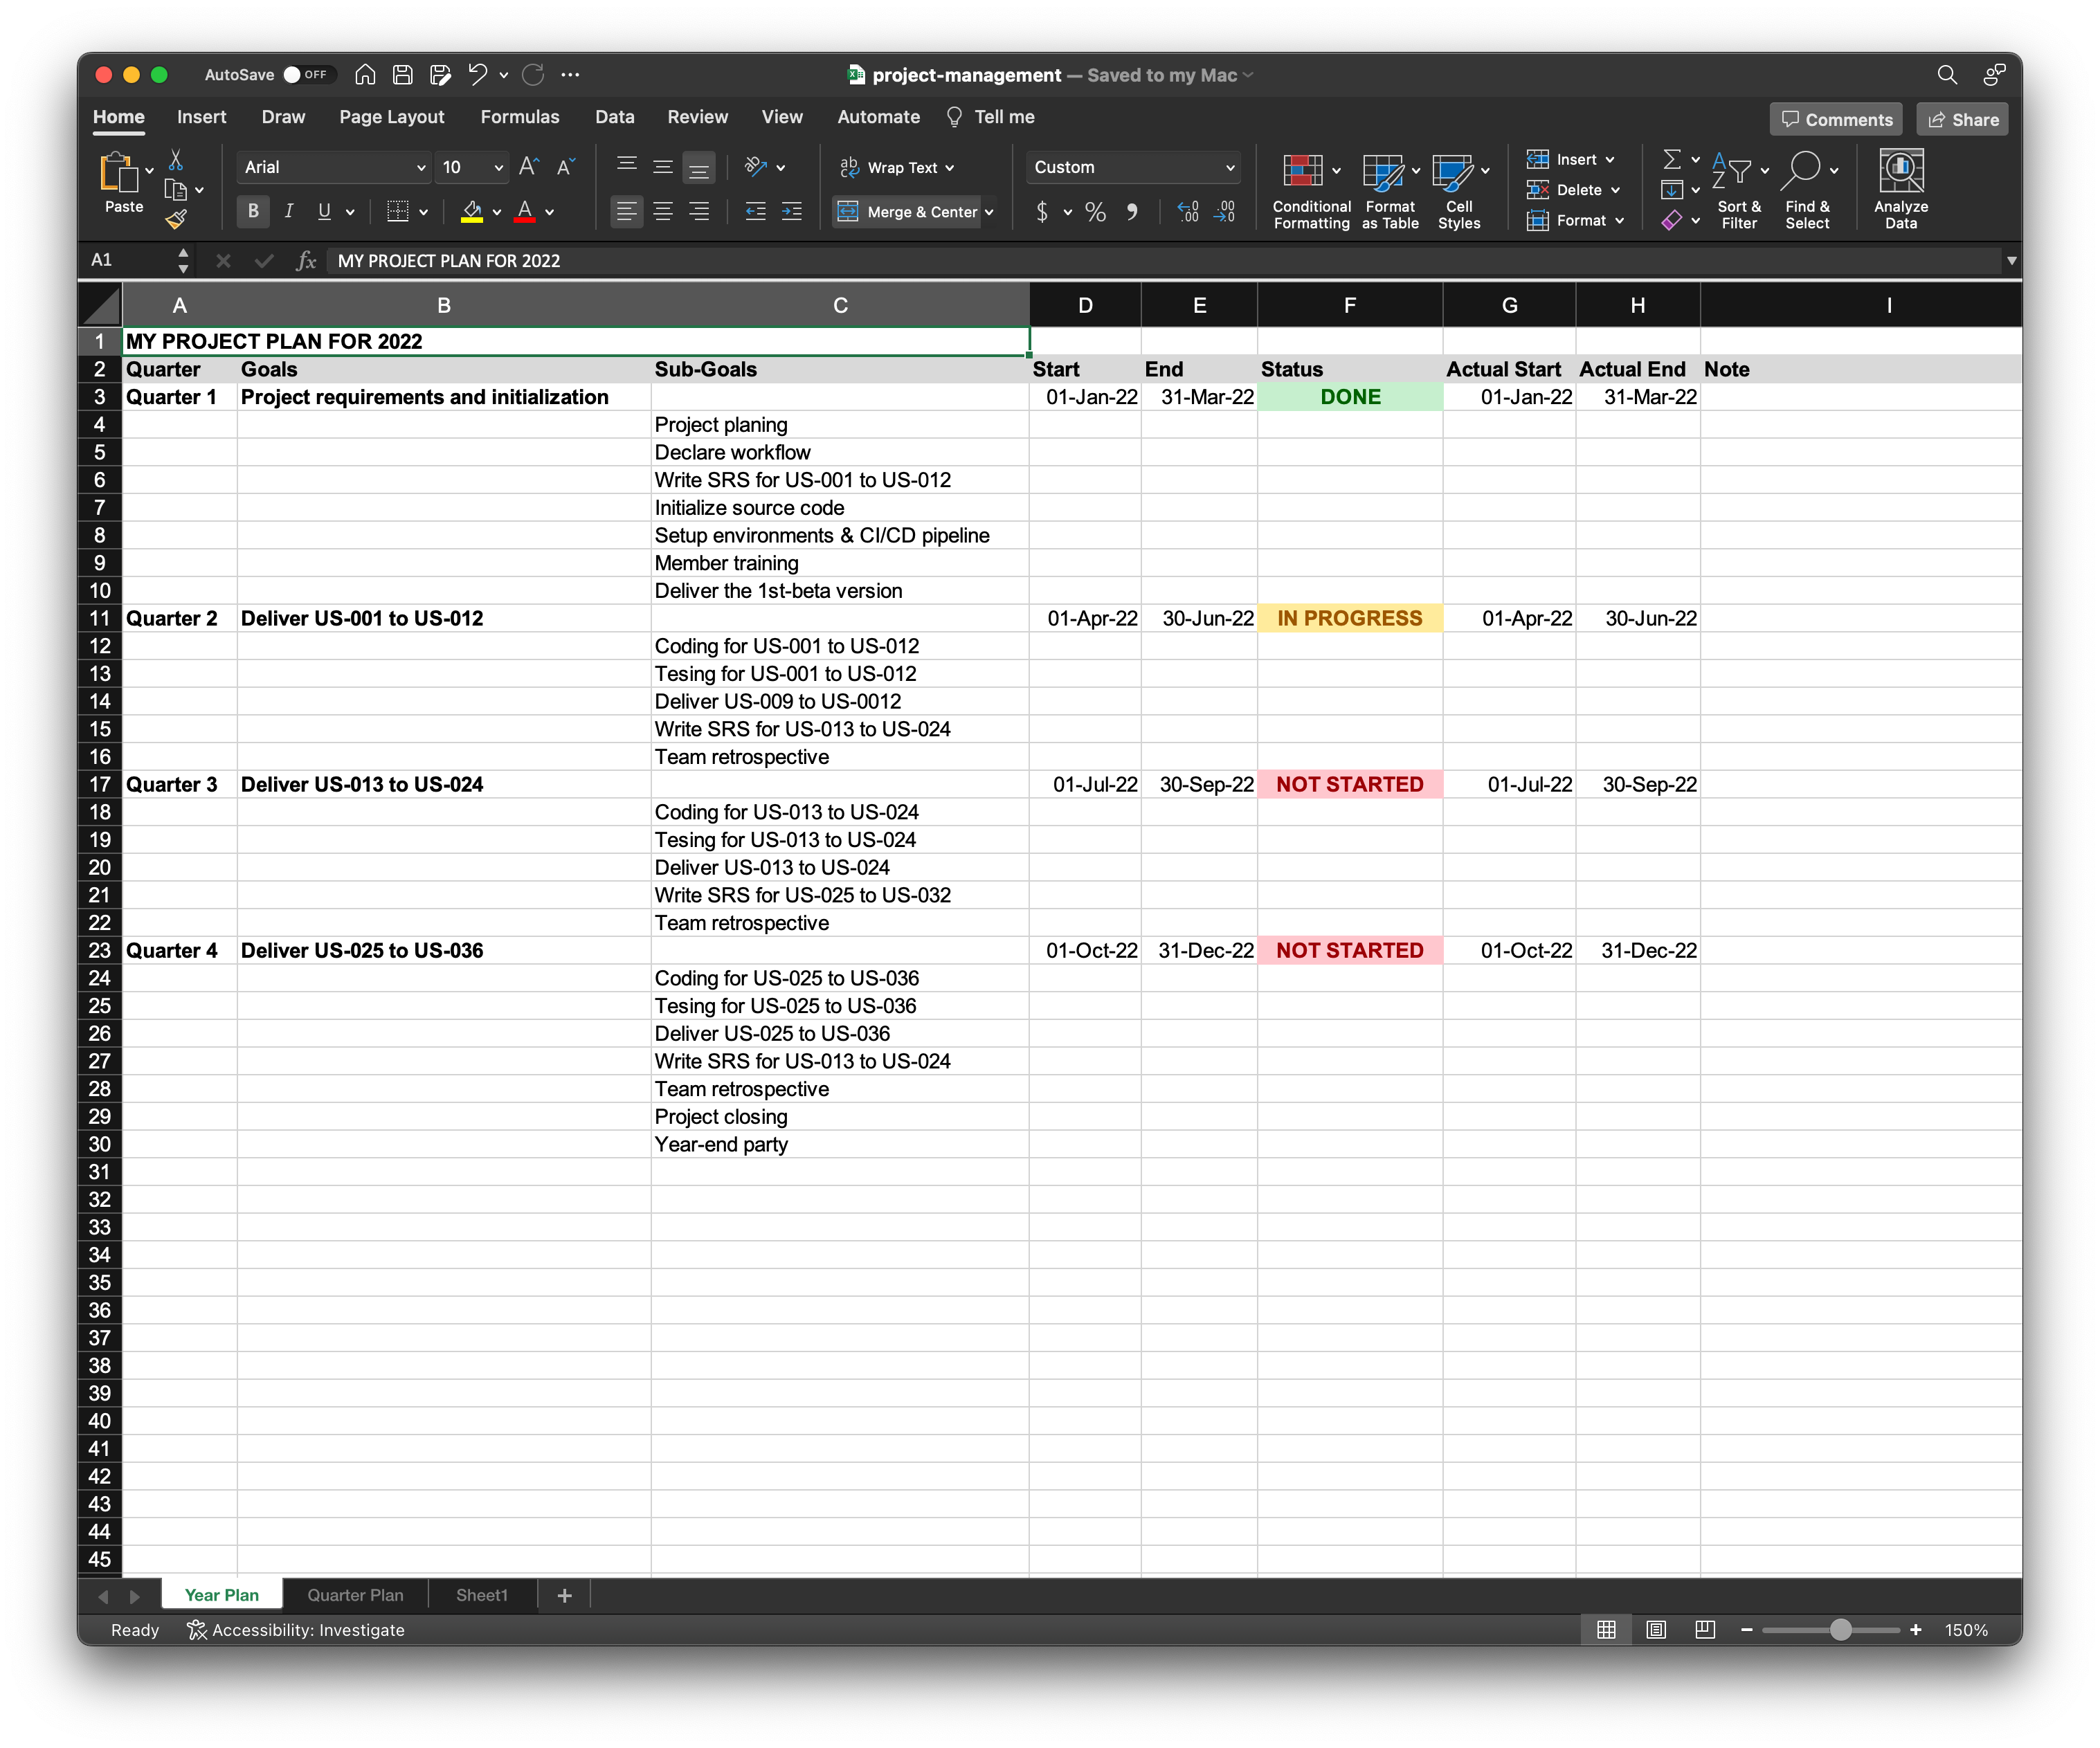 AutoSave OFF project-management — Saved to my Mac
Home Insert Draw Page Layout Formulas Data Review View Automate Tell me Comments Share
Paste Arial 10 A A ab Wrap Text Custom Conditional Formatting Format as Table Cell Styles Insert Delete Format Sort & Filter Find & Select Analyze Data
B I U A Merge & Center $ % 9 .00 .0
A1 fx MY PROJECT PLAN FOR 2022
A B C D E F G H I
1 MY PROJECT PLAN FOR 2022
2 Quarter Goals Sub-Goals Start End Status Actual Start Actual End Note
3 Quarter 1 Project requirements and initialization 01-Jan-22 31-Mar-22 DONE 01-Jan-22 31-Mar-22
4 Project planing
5 Declare workflow
6 Write SRS for US-001 to US-012
7 Initialize source code
8 Setup environments & CI/CD pipeline
9 Member training
10 Deliver the 1st-beta version
11 Quarter 2 Deliver US-001 to US-012 01-Apr-22 30-Jun-22 IN PROGRESS 01-Apr-22 30-Jun-22
12 Coding for US-001 to US-012
13 Tesing for US-001 to US-012
14 Deliver US-009 to US-0012
15 Write SRS for US-013 to US-024
16 Team retrospective
17 Quarter 3 Deliver US-013 to US-024 01-Jul-22 30-Sep-22 NOT STARTED 01-Jul-22 30-Sep-22
18 Coding for US-013 to US-024
19 Tesing for US-013 to US-024
20 Deliver US-013 to US-024
21 Write SRS for US-025 to US-032
22 Team retrospective
23 Quarter 4 Deliver US-025 to US-036 01-Oct-22 31-Dec-22 NOT STARTED 01-Oct-22 31-Dec-22
24 Coding for US-025 to US-036
25 Tesing for US-025 to US-036
26 Deliver US-025 to US-036
27 Write SRS for US-013 to US-024
28 Team retrospective
29 Project closing
30 Year-end party
31
32
33
34
35
36
37
38
39
40
41
42
43
44
45
Year Plan Quarter Plan Sheet1 +
Ready Accessibility: Investigate 150%